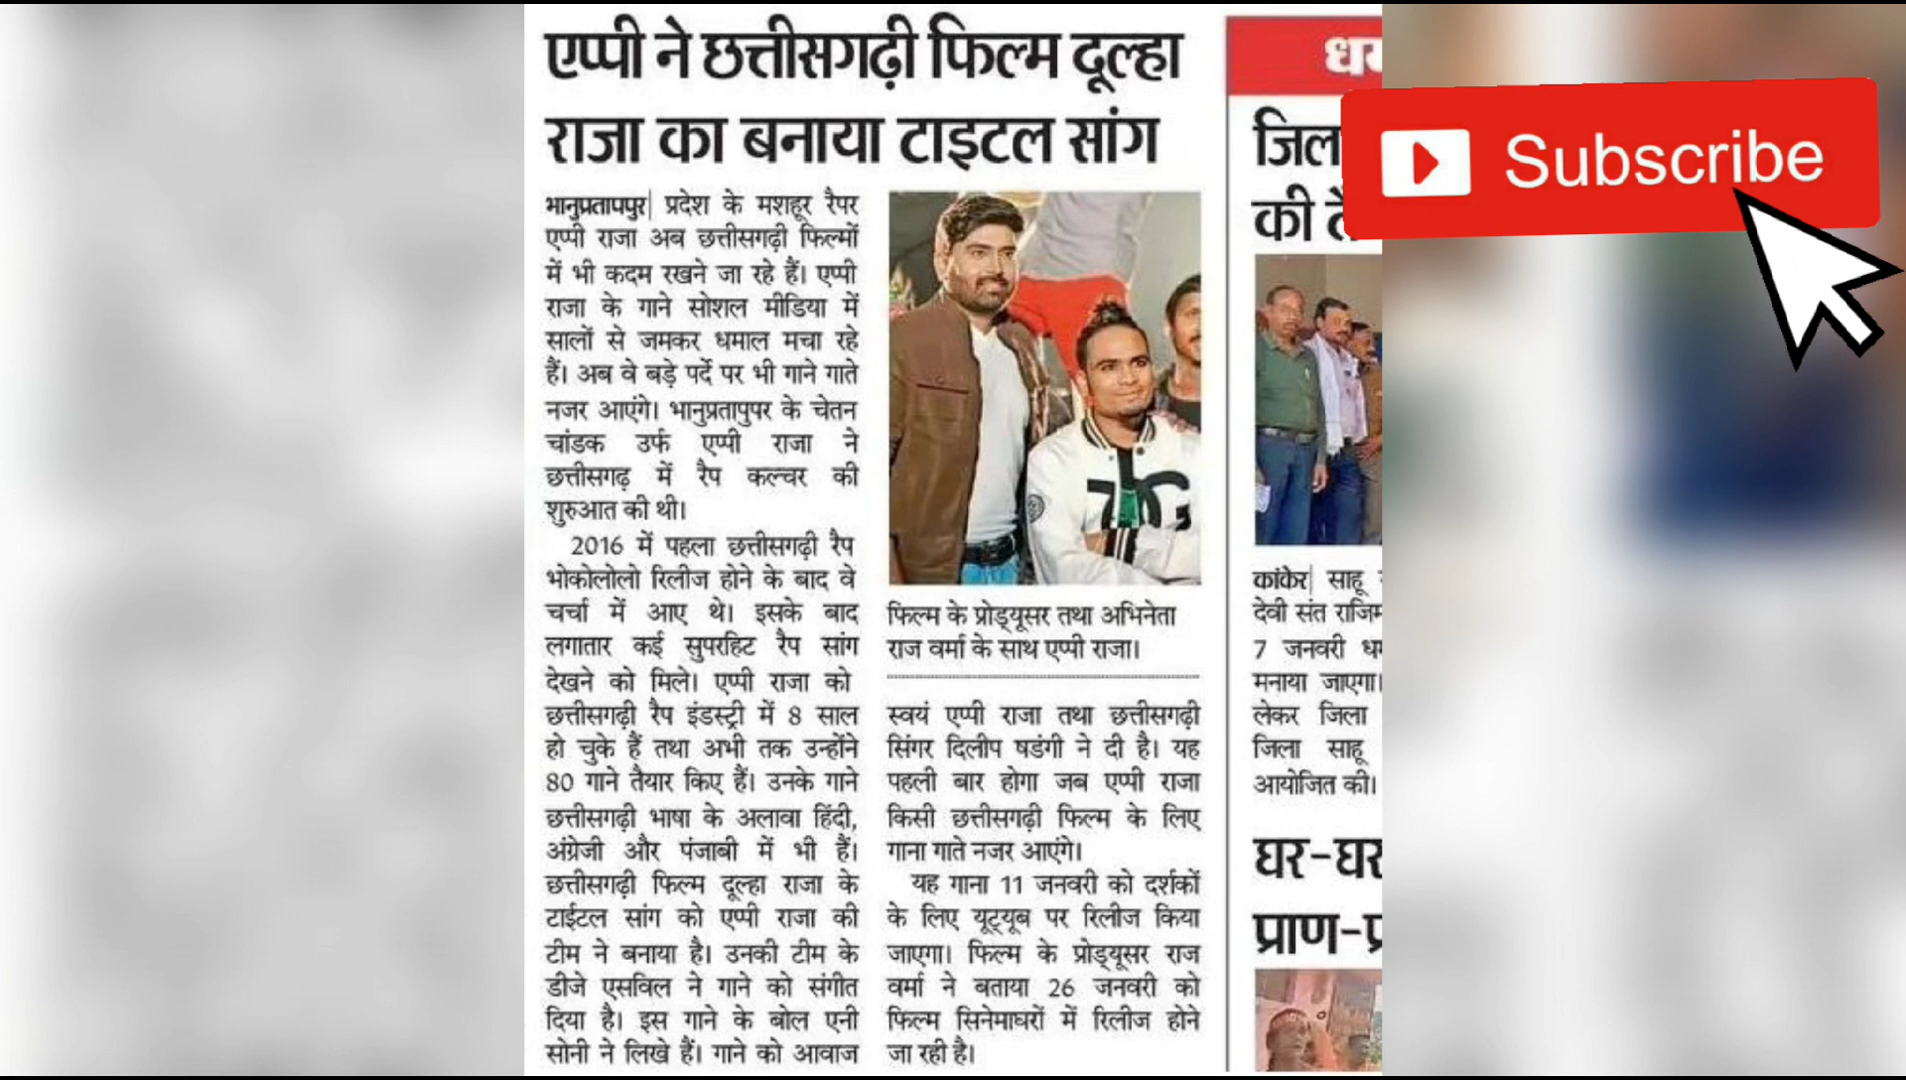 एप्पी ने छत्तीसगढ़ी फिल्म दूल्हा
राजा का बनाया टाइटल सांग
भानुप्रतापपुर| प्रदेश के मशहूर रैपर
एप्पी राजा अब छत्तीसगढ़ी फिल्मों
में भी कदम रखने जा रहे हैं। एप्पी
राजा के गाने सोशल मीडिया में
सालों से जमकर धमाल मचा रहे
हैं। अब वे बड़े पर्दे पर भी गाने गाते
नजर आएंगे। भानुप्रतापुपर के चेतन
चांडक उर्फ एप्पी राजा ने
छत्तीसगढ़ में रैप कल्चर की
शुरुआत की थी।
2016 में पहला छत्तीसगढ़ी रैप
भोकोलोलो रिलीज होने के बाद वे
चर्चा में आए थे। इसके बाद
लगातार कई सुपरहिट रैप सांग
देखने को मिले। एप्पी राजा को
छत्तीसगढ़ी रैप इंडस्ट्री में 8 साल
हो चुके हैं तथा अभी तक उन्होंने
80 गाने तैयार किए हैं। उनके गाने
छत्तीसगढ़ी भाषा के अलावा हिंदी,
अंग्रेजी और पंजाबी में भी हैं।
छत्तीसगढ़ी फिल्म दूल्हा राजा के
टाईटल सांग को एप्पी राजा की
टीम ने बनाया है। उनकी टीम के
डीजे एसविल ने गाने को संगीत
दिया है। इस गाने के बोल एनी
सोनी ने लिखे हैं। गाने को आवाज
फिल्म के प्रोड्यूसर तथा अभिनेता
राज वर्मा के साथ एप्पी राजा।
स्वयं एप्पी राजा तथा छत्तीसगढ़ी
सिंगर दिलीप षडंगी ने दी है। यह
पहली बार होगा जब एप्पी राजा
किसी छत्तीसगढ़ी फिल्म के लिए
गाना गाते नजर आएंगे।
यह गाना 11 जनवरी को दर्शकों
के लिए यूट्यूब पर रिलीज किया
जाएगा। फिल्म के प्रोड्यूसर राज
वर्मा ने बताया 26 जनवरी को
फिल्म सिनेमाघरों में रिलीज होने
जा रही है।
Subscribe
की
कांकेर| साहू
देवी संत
7 जनवरी
मनाया जाएगा।
लेकर जिला
जिला साहू
आयोजित की।
घर-घर